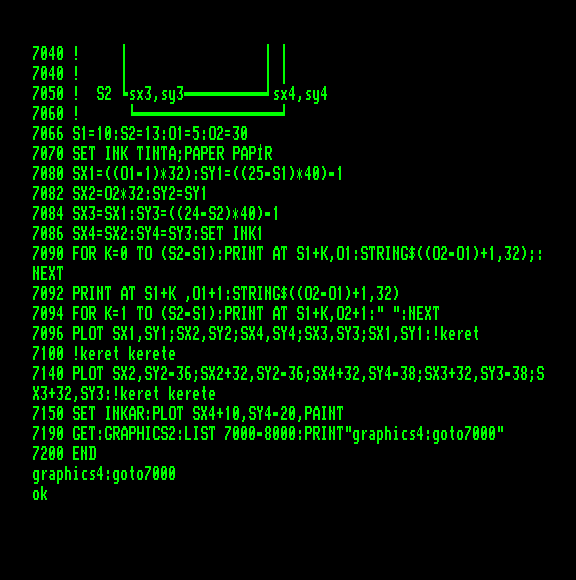 7040 !
7040 !
7050 !  S2 sx3,sy3 sx4,sy4
7060 !
7066 S1=10:S2=13:O1=5:O2=30
7070 SET INK TINTA;PAPER PAPÍR
7080 SX1=((O1-1)*32):SY1=((25-S1)*40)-1
7082 SX2=O2*32:SY2=SY1
7084 SX3=SX1:SY3=((24-S2)*40)-1
7086 SX4=SX2:SY4=SY3:SET INK1
7090 FOR K=0 TO (S2-S1):PRINT AT S1+K,O1:STRING$((O2-O1)+1,32);:
NEXT
7092 PRINT AT S1+K ,O1+1:STRING$((O2-O1)+1,32)
7094 FOR K=1 TO (S2-S1):PRINT AT S1+K,O2+1:" ":NEXT
7096 PLOT SX1,SY1;SX2,SY2;SX4,SY4;SX3,SY3;SX1,SY1:!keret
7100 !keret kerete
7140 PLOT SX2,SY2-36;SX2+32,SY2-36;SX4+32,SY4-38;SX3+32,SY3-38;S
X3+32,SY3:!keret kerete
7150 SET INKAR:PLOT SX4+10,SY4-20,PAINT
7190 GET:GRAPHICS2:LIST 7000-8000:PRINT"graphics4:goto7000"
7200 END
graphics4:goto7000
ok